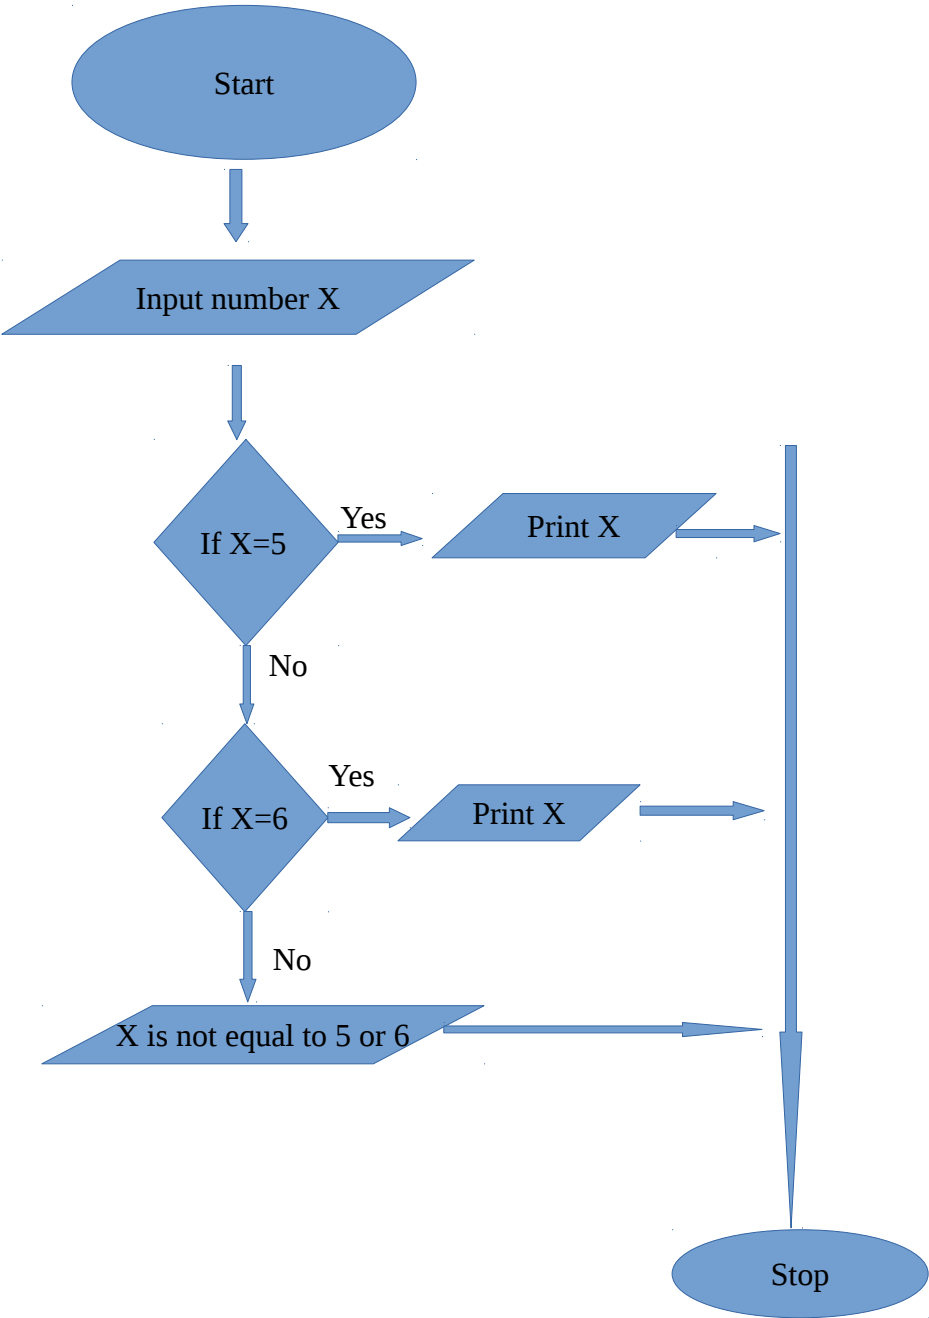 Start
Input number X
If X=5
Yes
Print X
No
If X=6
Yes
Print X
No
X is not equal to 5 or 6
Stop